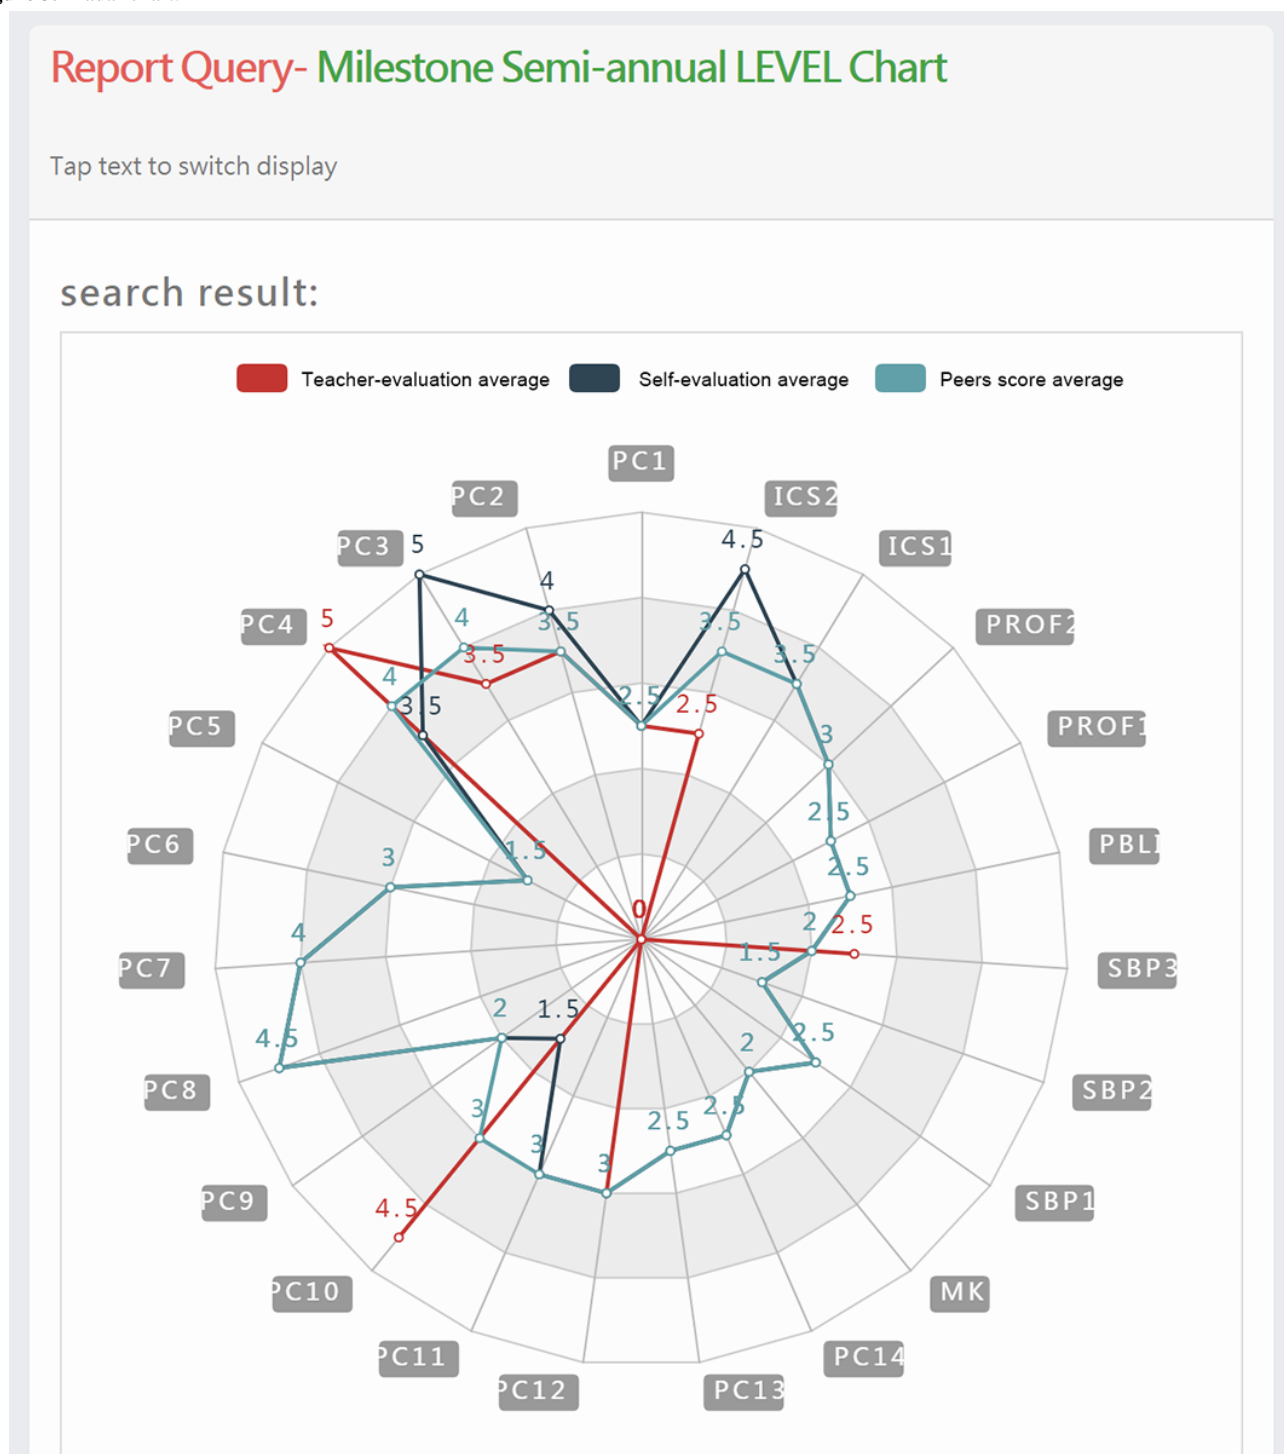 Report Query- Milestone Semi-annual LEVEL Chart
Tap text to switch display
search result:
Teacher-evaluation average Self-evaluation average Peers score average
PC1
PC2 ICS2
4.5
PC3 5 ICS1
4
PC4 5 4 3.5 3.5 PROF2
3.5 3.5
4 2.5 2.5
3.5
PC5 3 PROF1
2.5
PC6 3 1.5 2.5 PBLI
0
4 2 2.5
1.5
PC7 SBP3
4.5 2 1.5 2 2.5
PC8 SBP2
3 2.5 2.5
3 3
PC9 4.5 SBP1
PC10 MK
PC11 PC14
PC12 PC13